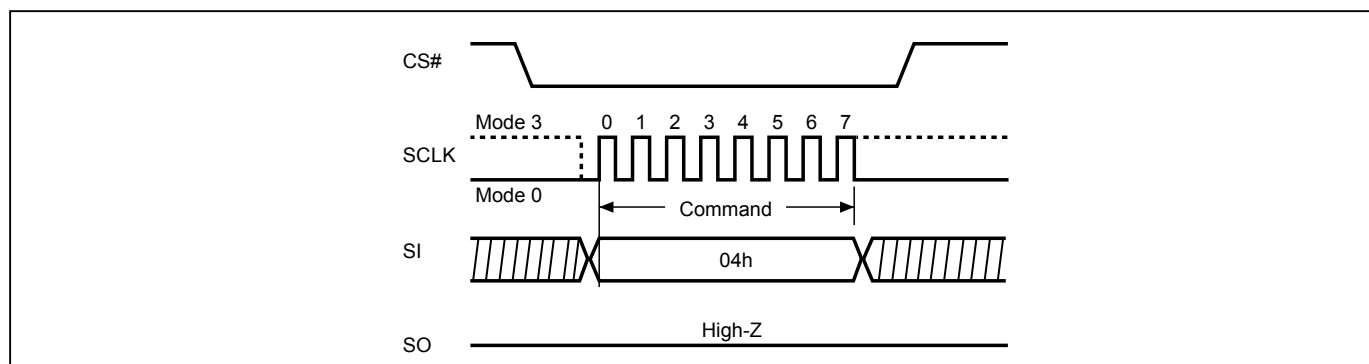 CS#
Mode 3
0 1 2 3 4 5 6 7
SCLK
Mode 0
Command
SI
04h
High-Z
SO